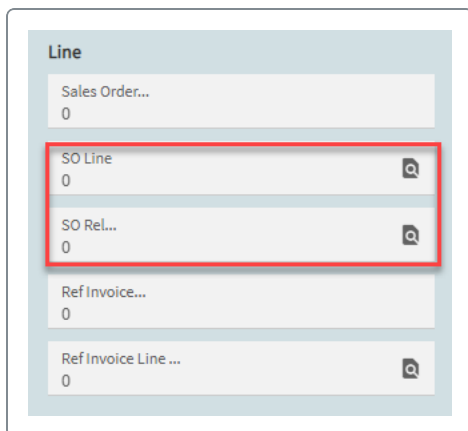 Line
Sales Order...
0
SO Line
0
SO Rel...
0
Ref Invoice...
0
Ref Invoice Line ...
0